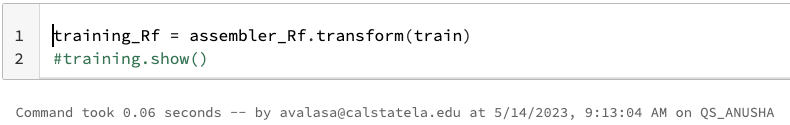 1 training_Rf = assembler_Rf.transform(train)
2 #training.show()
Command took 0.06 seconds -- by avalasa@calstatela.edu at 5/14/2023, 9:13:04 AM on QS_ANUSHA